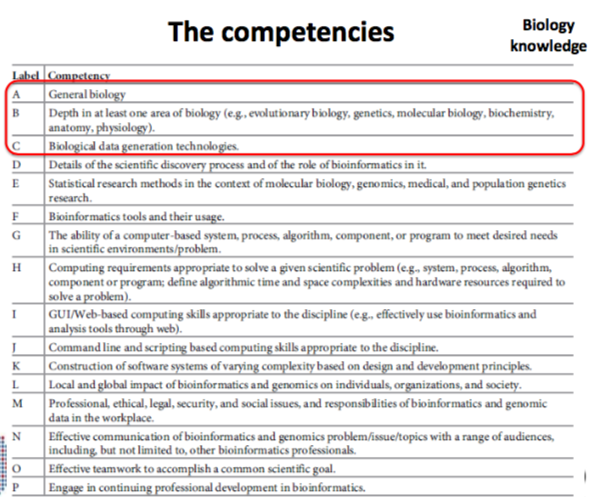 The competencies
Biology
knowledge
Label Competency
A General biology
B Depth in at least one area of biology (e.g., evolutionary biology, genetics, molecular biology, biochemistry,
anatomy, physiology).
C Biological data generation technologies.
D Details of the scientific discovery process and of the role of bioinformatics in it.
E Statistical research methods in the context of molecular biology, genomics, medical, and population genetics
research.
F Bioinformatics tools and their usage.
G The ability of a computer-based system, process, algorithm, component, or program to meet desired needs
in scientific environments/problem.
H Computing requirements appropriate to solve a given scientific problem (e.g., system, process, algorithm,
component or program; define algorithmic time and space complexities and hardware resources required to
solve a problem).
I GUI/Web-based computing skills appropriate to the discipline (e.g., effectively use bioinformatics and
analysis tools through web).
J Command line and scripting based computing skills appropriate to the discipline.
K Construction of software systems of varying complexity based on design and development principles.
L Local and global impact of bioinformatics and genomics on individuals, organizations, and society.
M Professional, ethical, legal, security, and social issues, and responsibilities of bioinformatics and genomic
data in the workplace.
N Effective communication of bioinformatics and genomics problem/issue/topics with a range of audiences,
including, but not limited to, other bioinformatics professionals.
O Effective teamwork to accomplish a common scientific goal.
P Engage in continuing professional development in bioinformatics.